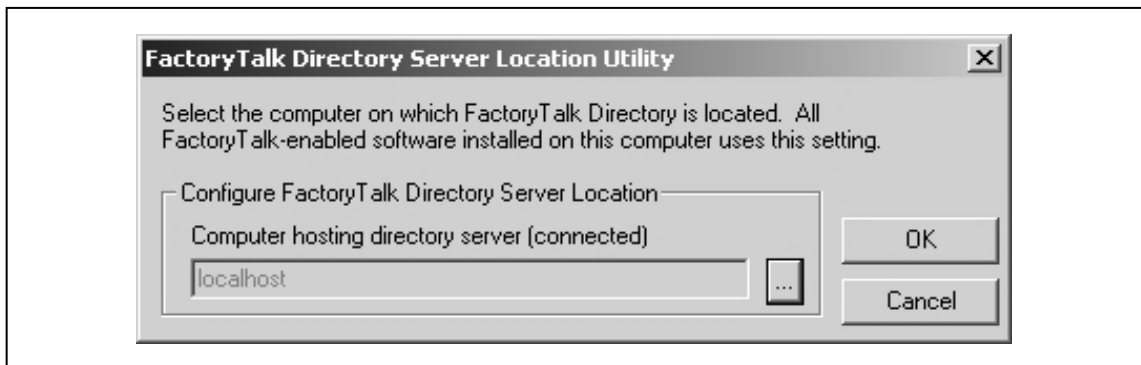 FactoryTalk Directory Server Location Utility
Select the computer on which FactoryTalk Directory is located. All
FactoryTalk-enabled software installed on this computer uses this setting.
Configure FactoryTalk Directory Server Location
Computer hosting directory server (connected)
localhost
...
OK
Cancel